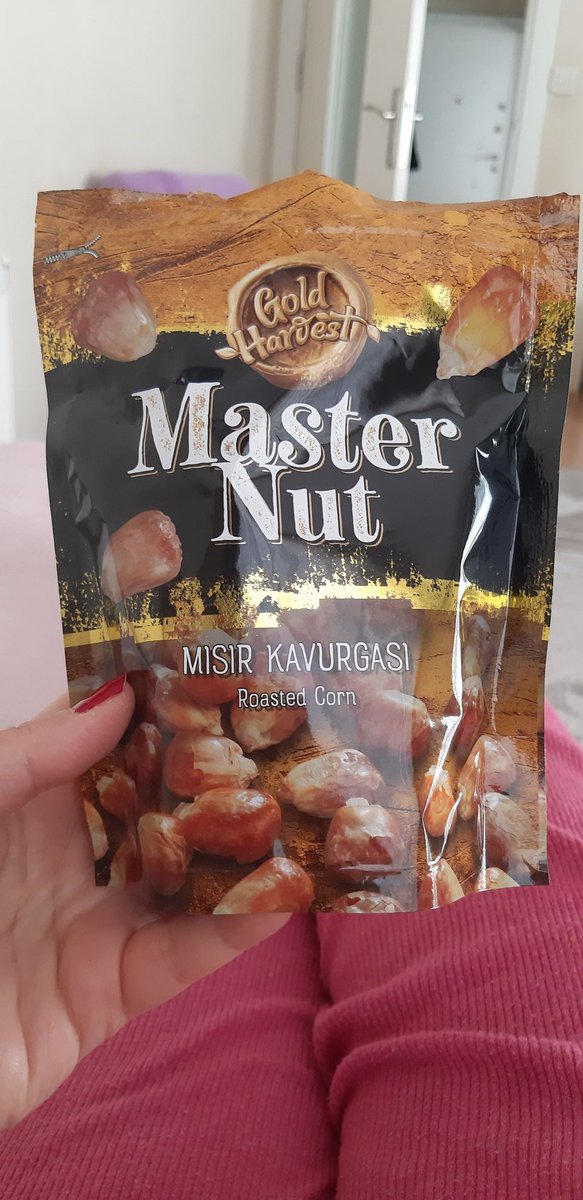 Gold
Harvest
Master
Nut
MISIR KAVURGASI
Roasted Corn